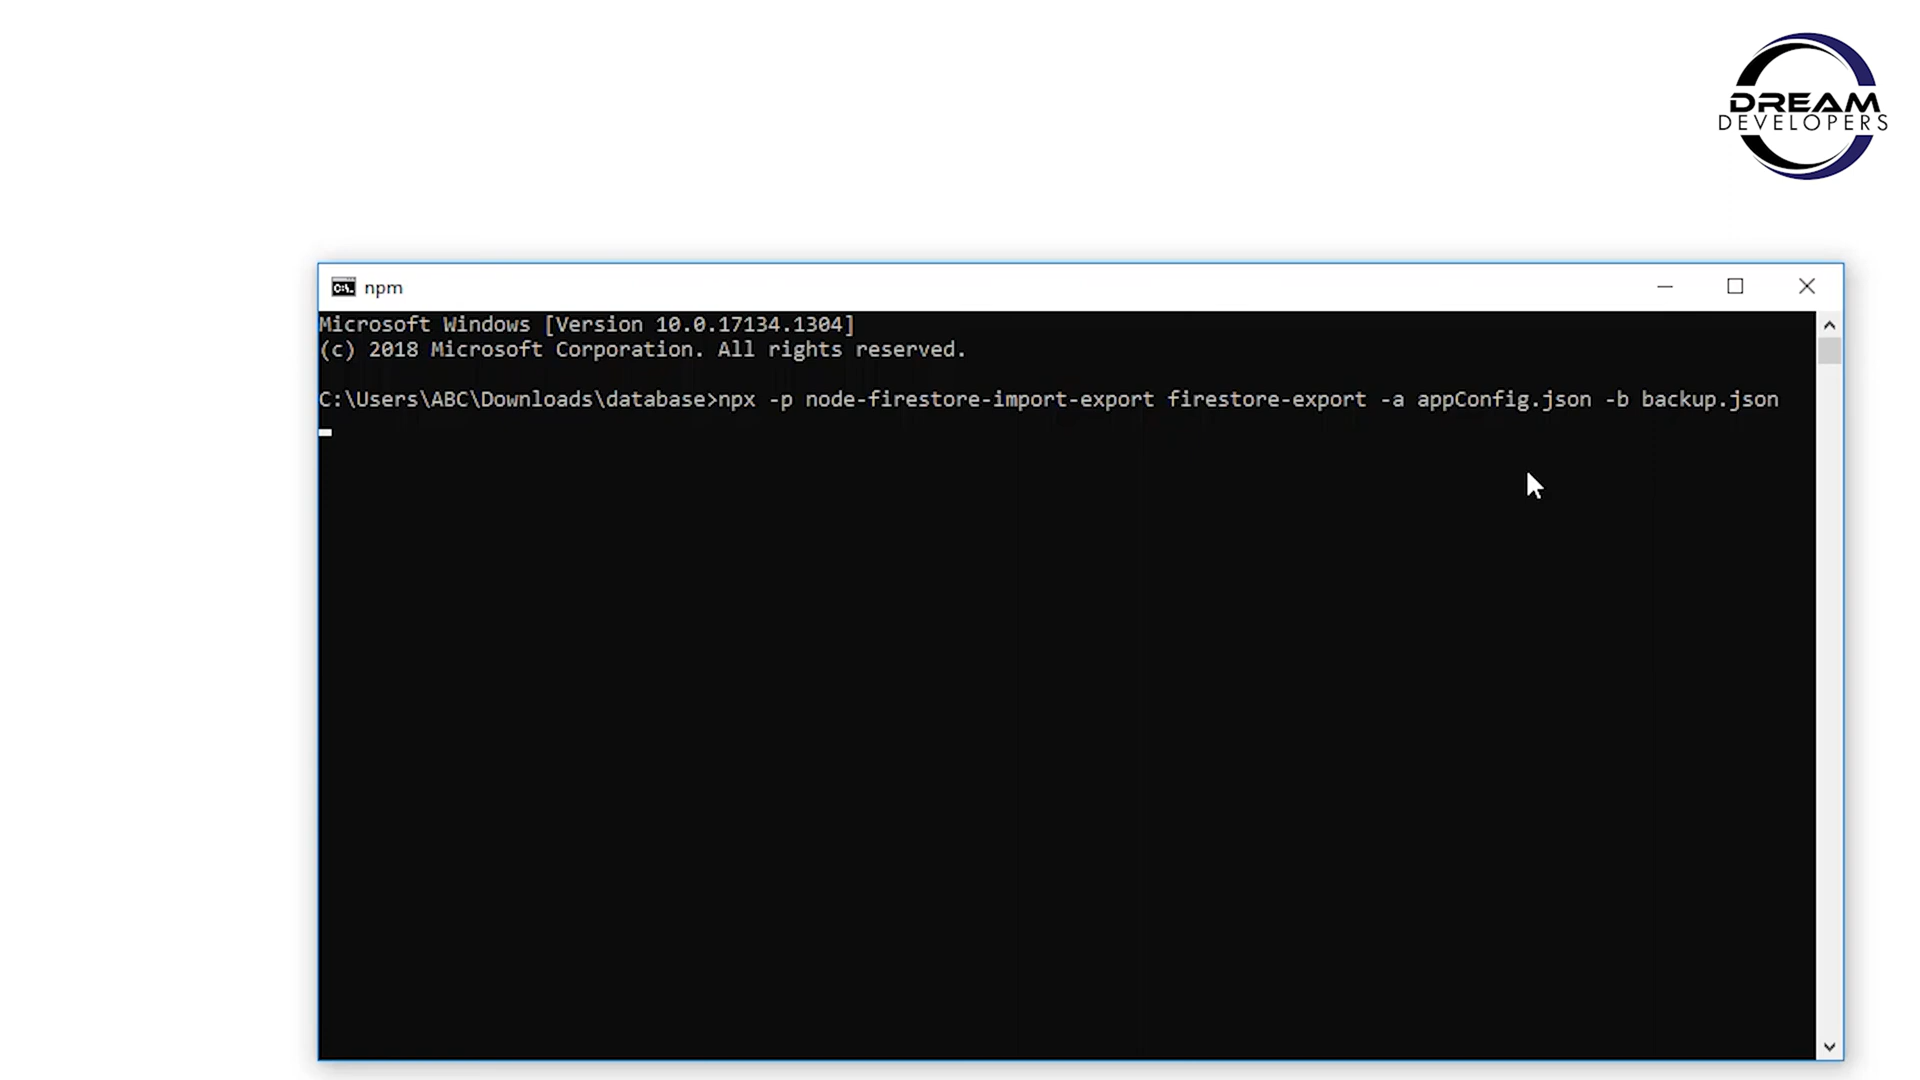 DREAM
DEVELOPERS
npm
Microsoft Windows [Version 10.0.17134.1304]
(c) 2018 Microsoft Corporation. All rights reserved.
C:\Users\ABC\Downloads\database>npx -p node-firestore-import-export firestore-export -a appConfig.json -b backup.json